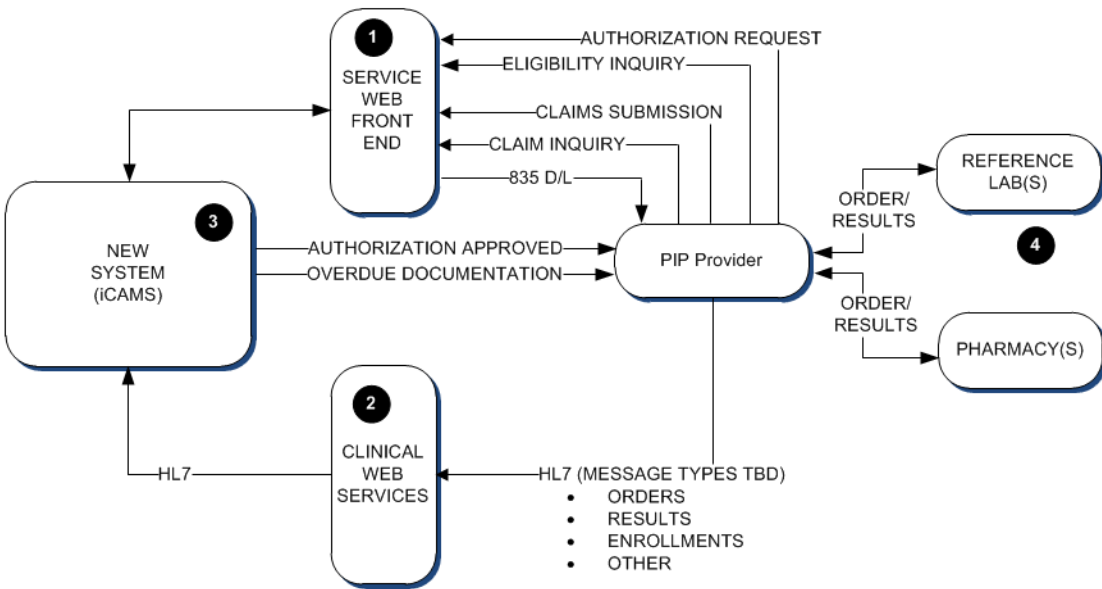 1
SERVICE
WEB
FRONT
END
AUTHORIZATION REQUEST
ELIGIBILITY INQUIRY
CLAIMS SUBMISSION
CLAIM INQUIRY
835 D/L
REFERENCE
LAB(S)
ORDER/
RESULTS
4
3
NEW
SYSTEM
(iCAMS)
AUTHORIZATION APPROVED
OVERDUE DOCUMENTATION
PIP Provider
ORDER/
RESULTS
PHARMACY(S)
2
CLINICAL
WEB
SERVICES
HL7
HL7 (MESSAGE TYPES TBD)
• ORDERS
• RESULTS
• ENROLLMENTS
• OTHER